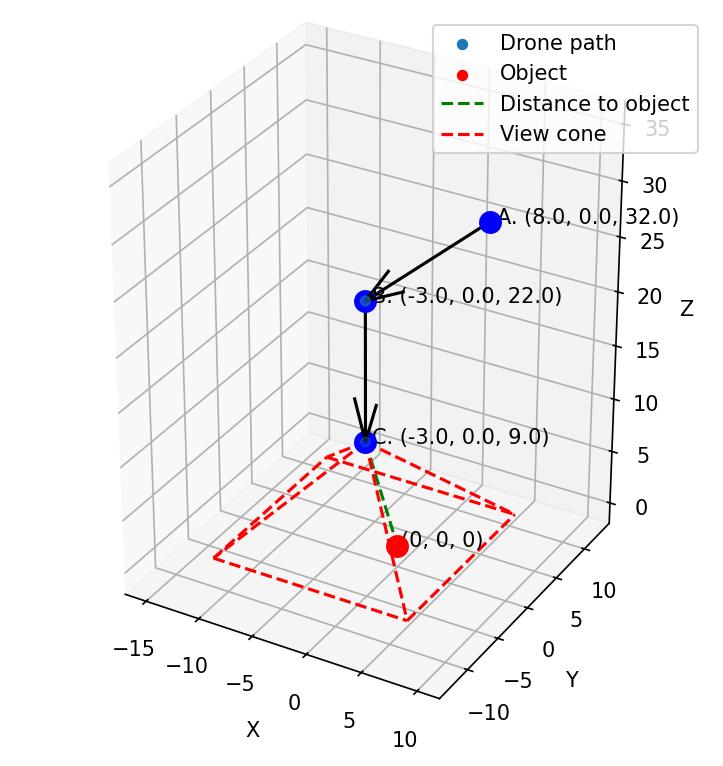 Drone path
Object
Distance to object
View cone
A. (8.0, 0.0, 32.0)
B. (-3.0, 0.0, 22.0)
C. (-3.0, 0.0, 9.0)
(0, 0, 0)
35
30
25
20
15
10
5
0
Z
10
5
0
−5
−10
Y
−15
−10
−5
0
5
10
X